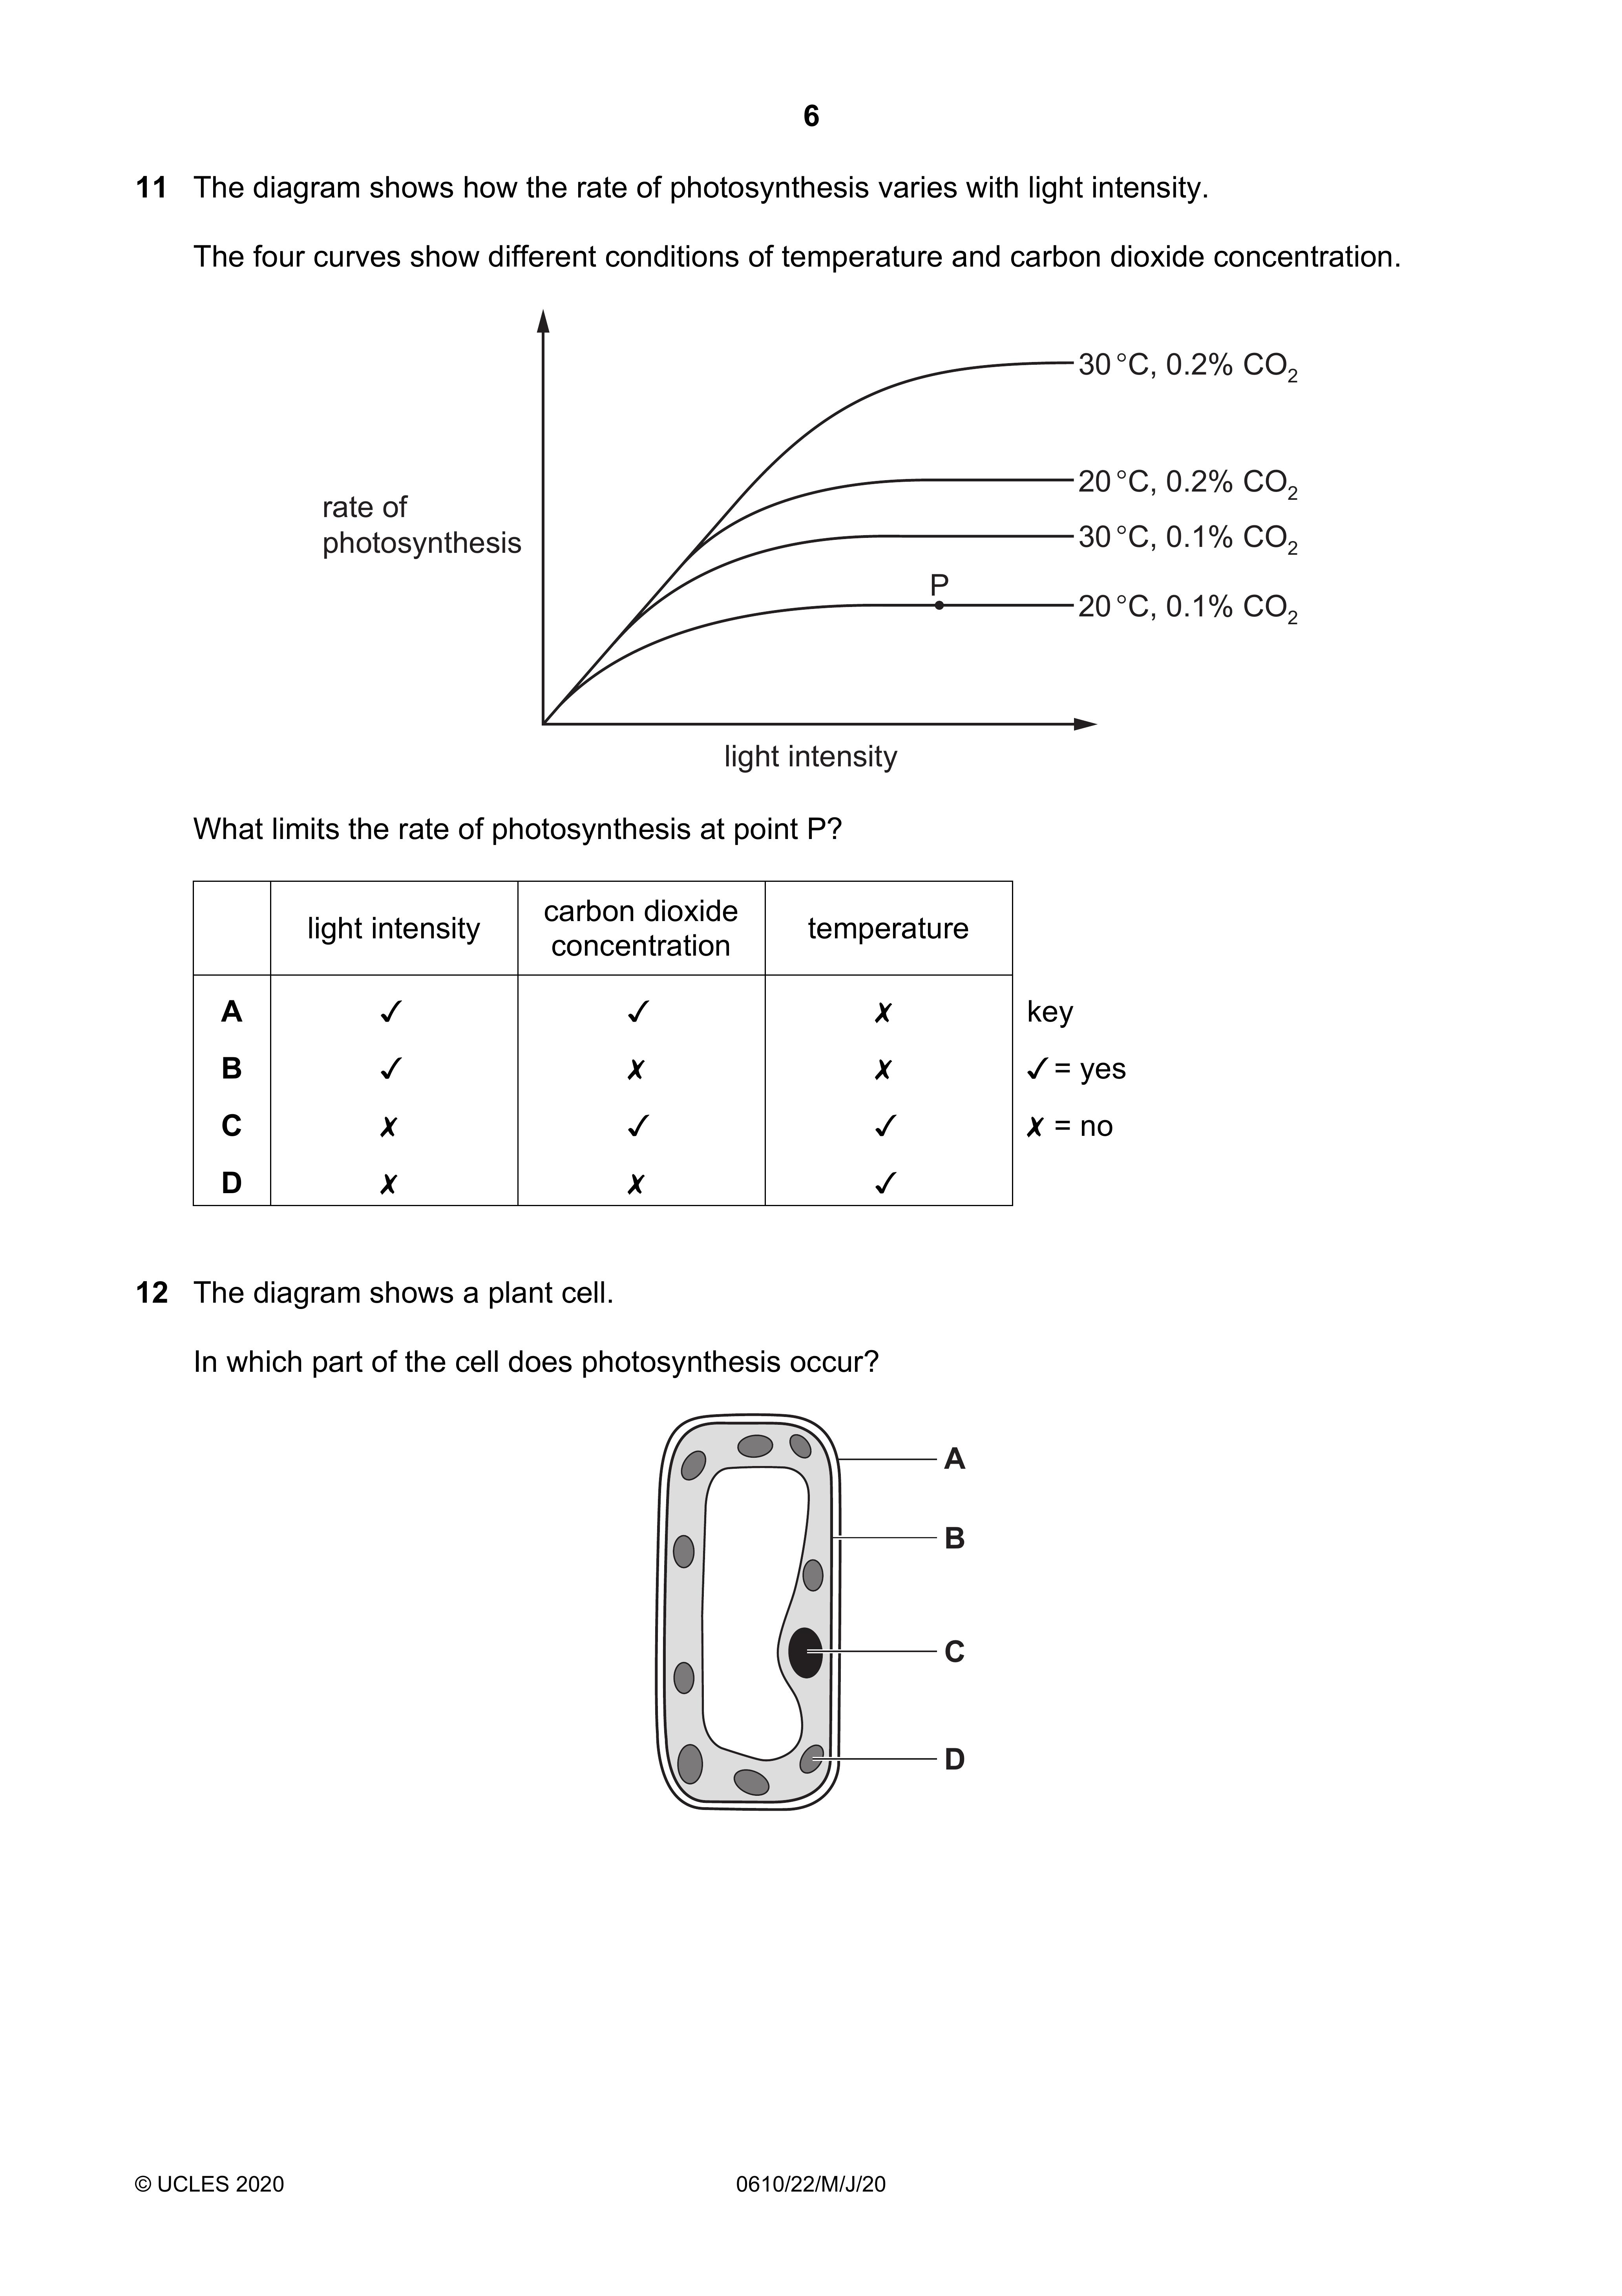 6
11 The diagram shows how the rate of photosynthesis varies with light intensity.
The four curves show different conditions of temperature and carbon dioxide concentration.
30 °C, 0.2% CO₂
20 °C, 0.2% CO₂
rate of
photosynthesis
30 °C, 0.1% CO₂
P
20 °C, 0.1% CO₂
light intensity
What limits the rate of photosynthesis at point P?
light intensity carbon dioxide concentration temperature
A ✓ ✓ ✗ key
B ✓ ✗ ✗ ✓ = yes
C ✗ ✓ ✓ ✗ = no
D ✗ ✗ ✓
12 The diagram shows a plant cell.
In which part of the cell does photosynthesis occur?
A
B
C
D
© UCLES 2020 0610/22/M/J/20